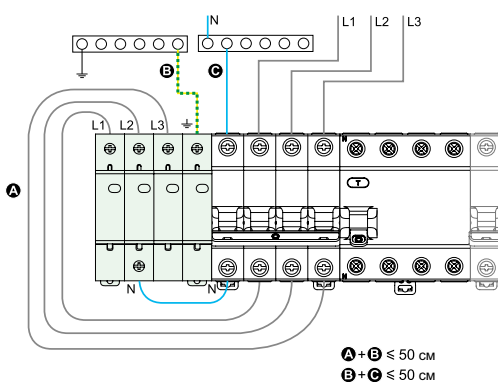 N L1 L2 L3
B C
L1 L2 L3
A
T
N N
N N
A + B ≤ 50 см
B + C ≤ 50 см